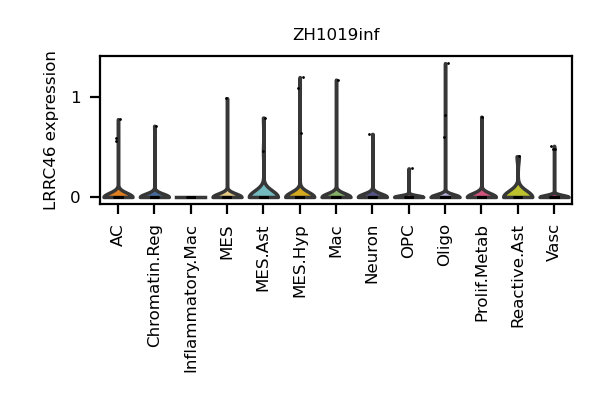 ZH1019inf
LRRC46 expression
1
0
AC
Chromatin.Reg
Inflammatory.Mac
MES
MES.Ast
MES.Hyp
Mac
Neuron
OPC
Oligo
Prolif.Metab
Reactive.Ast
Vasc